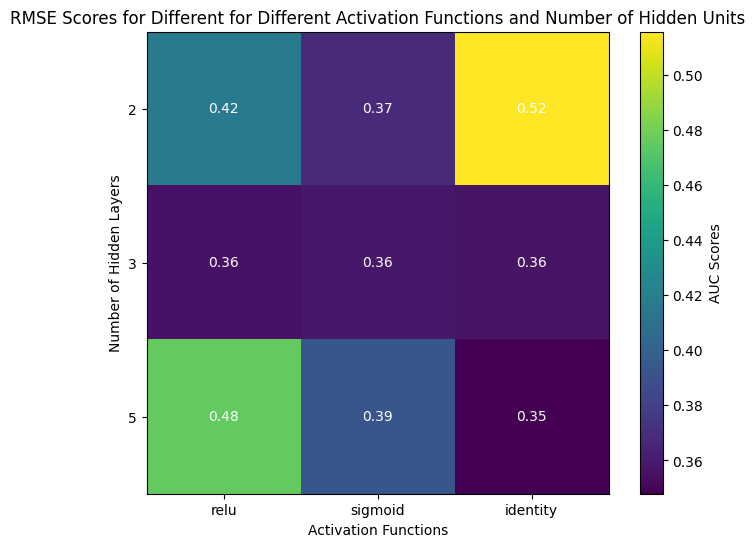 RMSE Scores for Different for Different Activation Functions and Number of Hidden Units
Number of Hidden Layers
2
0.42
0.37
0.52
3
0.36
0.36
0.36
5
0.48
0.39
0.35
relu
sigmoid
identity
Activation Functions
0.50
0.48
0.46
0.44
0.42
0.40
0.38
0.36
AUC Scores